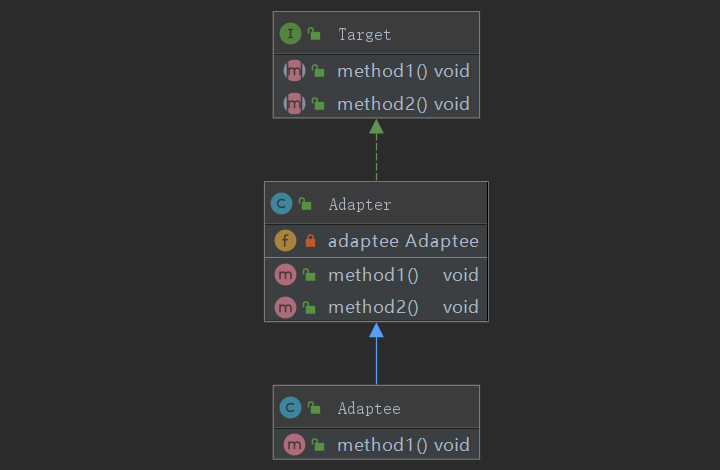 I Target
m method1() void
m method2() void
C Adapter
f adaptee Adaptee
m method1() void
m method2() void
C Adaptee
m method1() void